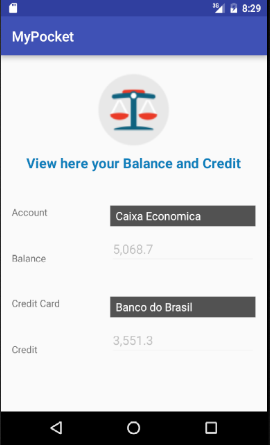 3G 8:29
MyPocket
View here your Balance and Credit
Account Caixa Economica
Balance 5,068.7
Credit Card Banco do Brasil
Credit 3,551.3